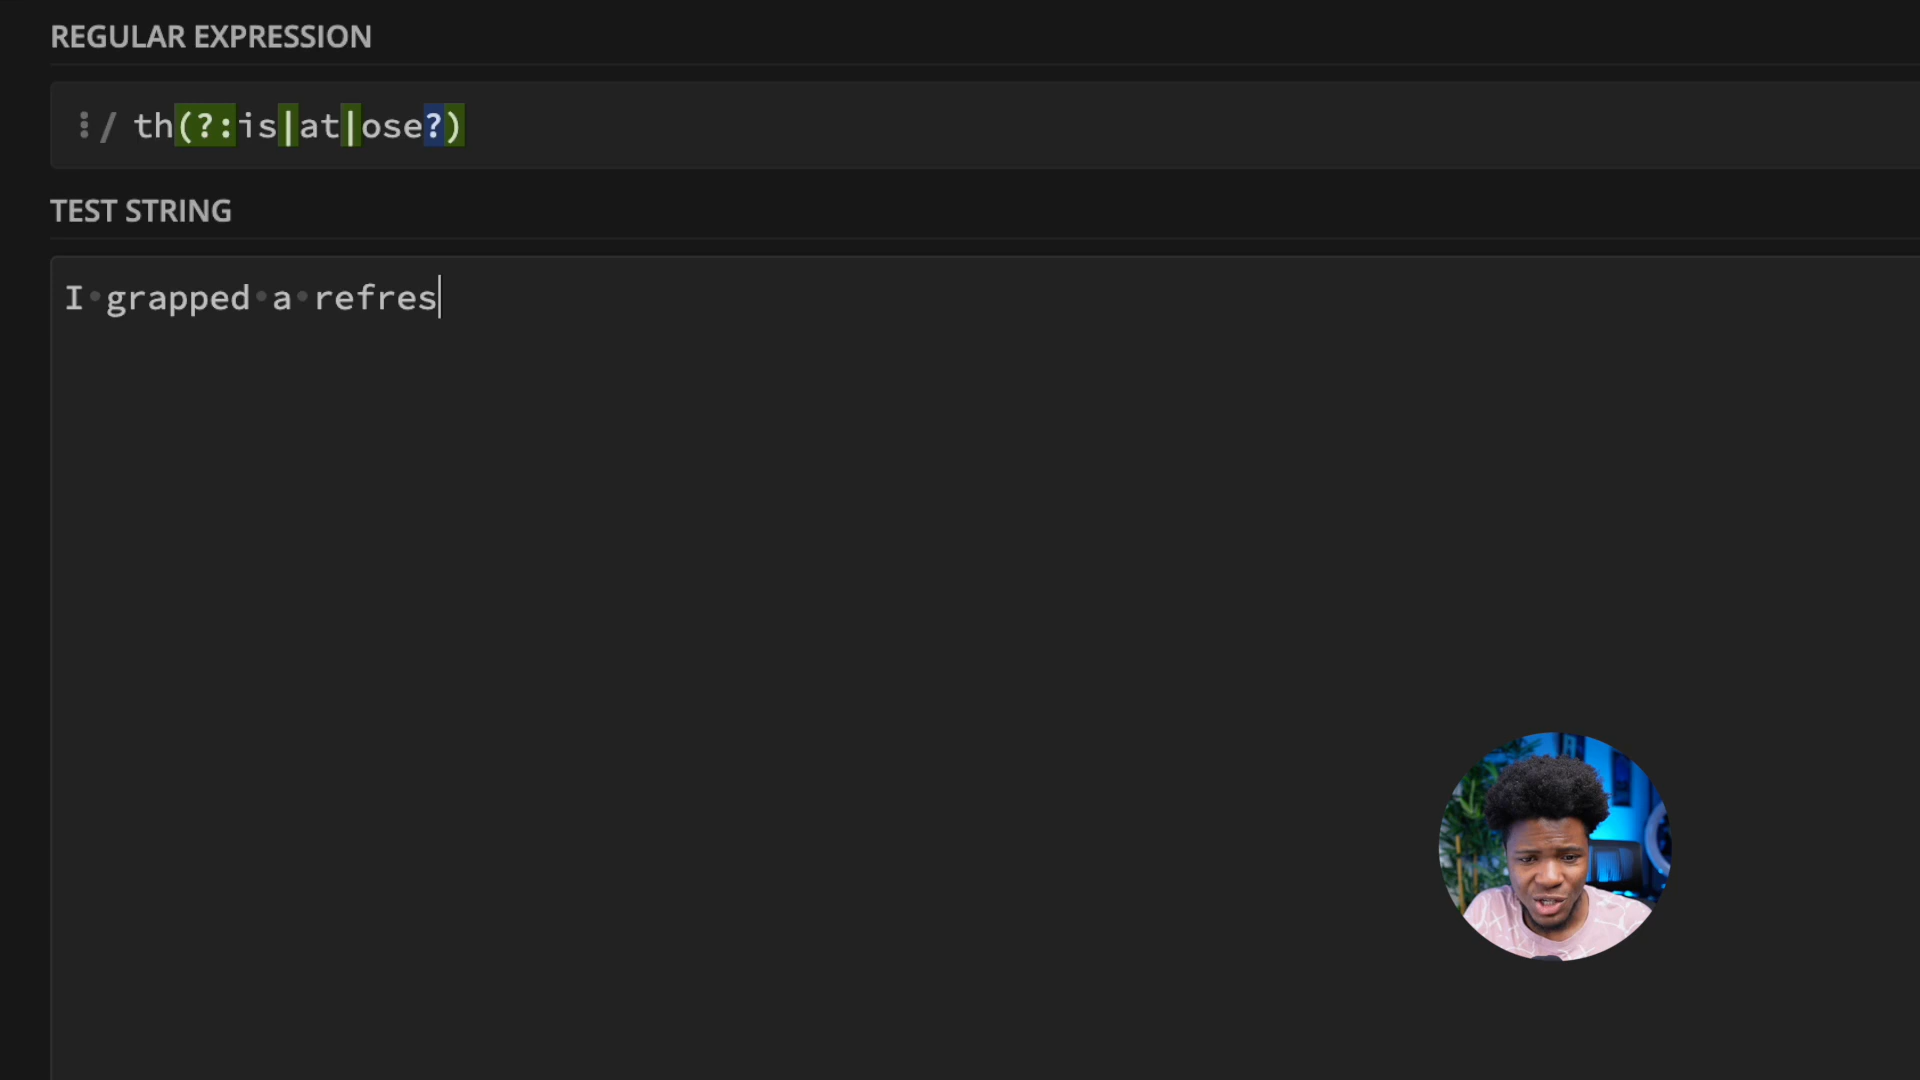 REGULAR EXPRESSION
/ th(?:is|at|ose?)
TEST STRING
I grapped a refres